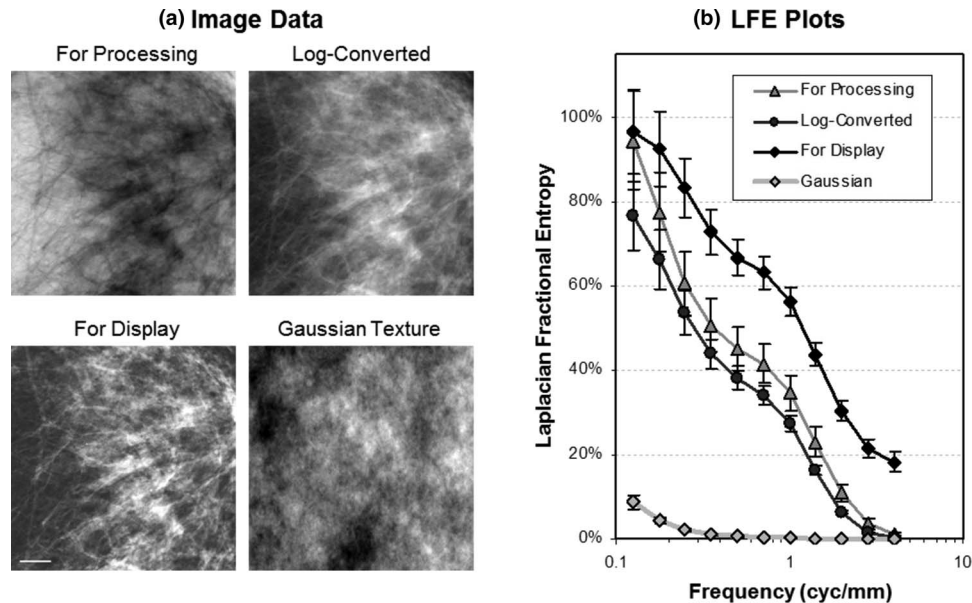 (a) Image Data
For Processing
Log-Converted
For Display
Gaussian Texture
(b) LFE Plots
For Processing
Log-Converted
For Display
Gaussian
Laplacian Fractional Entropy
100%
80%
60%
40%
20%
0%
0.1
1
10
Frequency (cyc/mm)